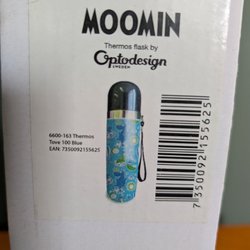 MOOMIN
Thermos flask by
Optodesign
SWEDEN
6600-163 Thermos
Tove 100 Blue
EAN: 7350092155625
7350092155625